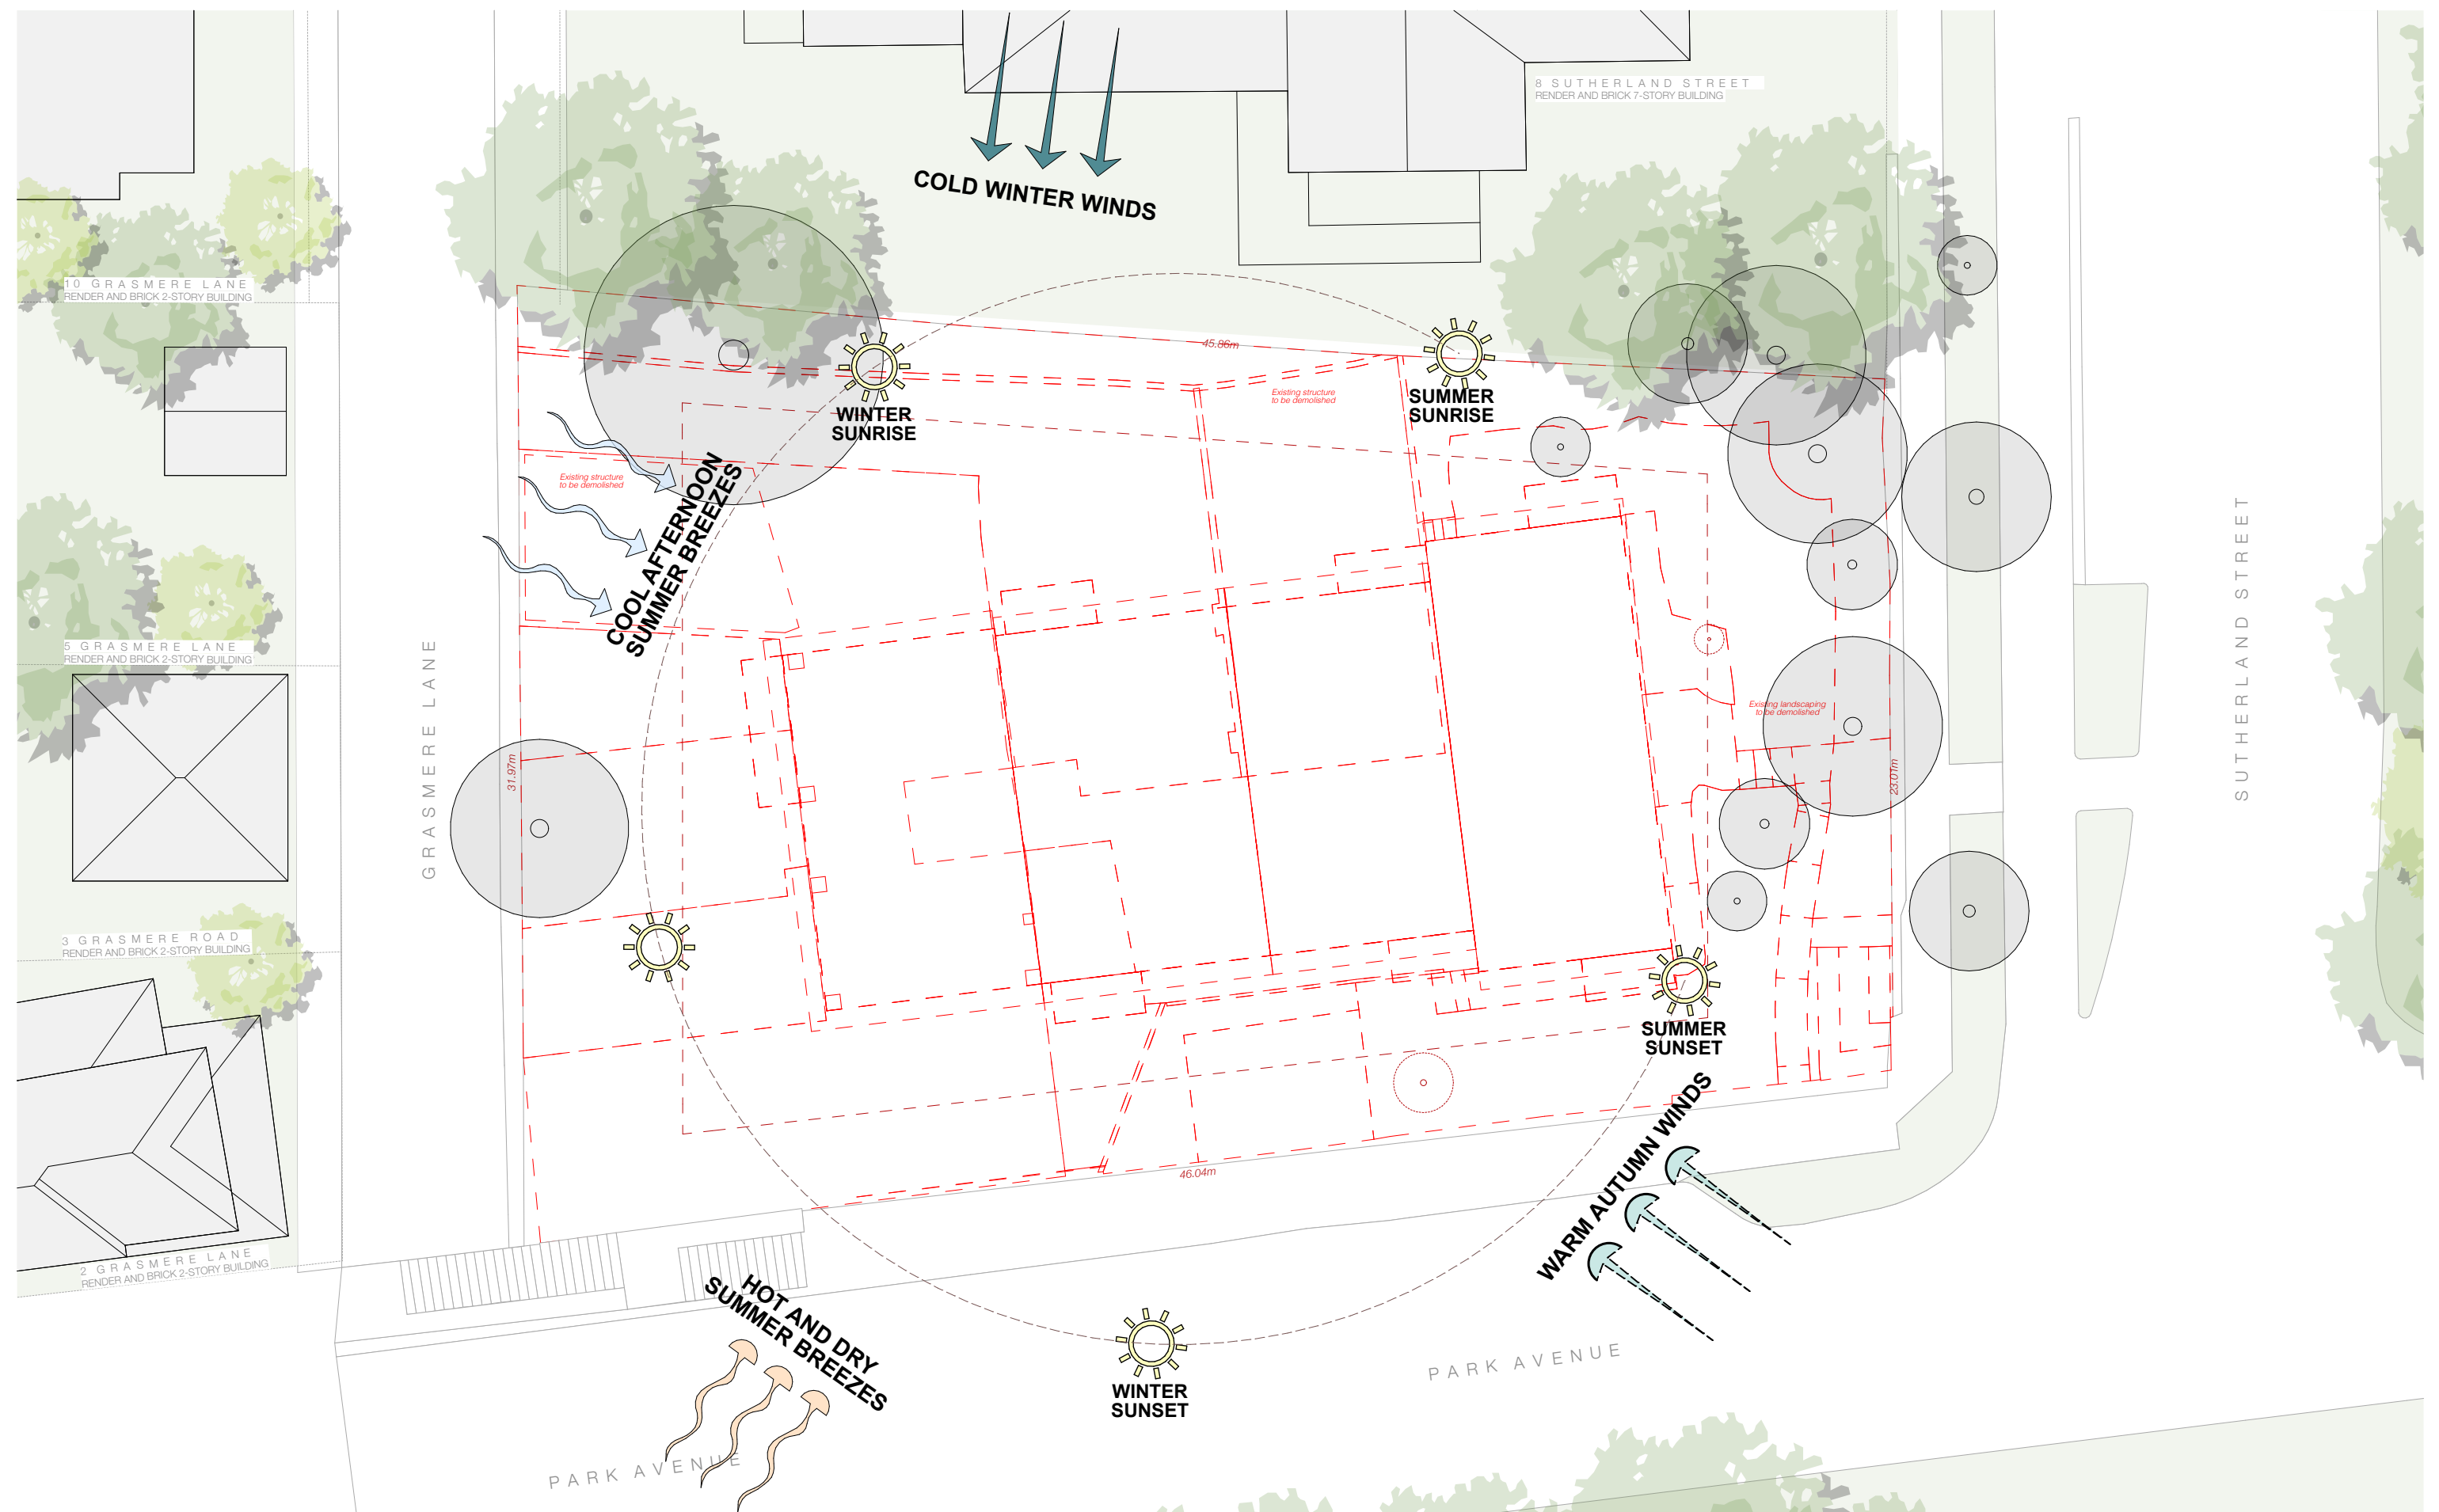 8 SUTHERLAND STREET
RENDER AND BRICK 7-STORY BUILDING
COLD WINTER WINDS
10 GRASMERE LANE
RENDER AND BRICK 2-STORY BUILDING
45.86m
WINTER
SUNRISE
Existing structure
to be demolished
SUMMER
SUNRISE
Existing structure
to be demolished
COOL AFTERNOON
SUMMER BREEZES
5 GRASMERE LANE
RENDER AND BRICK 2-STORY BUILDING
GRASMERE LANE
31.97m
Existing landscaping
to be demolished
23.01m
SUTHERLAND STREET
3 GRASMERE ROAD
RENDER AND BRICK 2-STORY BUILDING
SUMMER
SUNSET
46.04m
WARM AUTUMN WINDS
2 GRASMERE LANE
RENDER AND BRICK 2-STORY BUILDING
HOT AND DRY
SUMMER BREEZES
WINTER
SUNSET
PARK AVENUE
PARK AVENUE